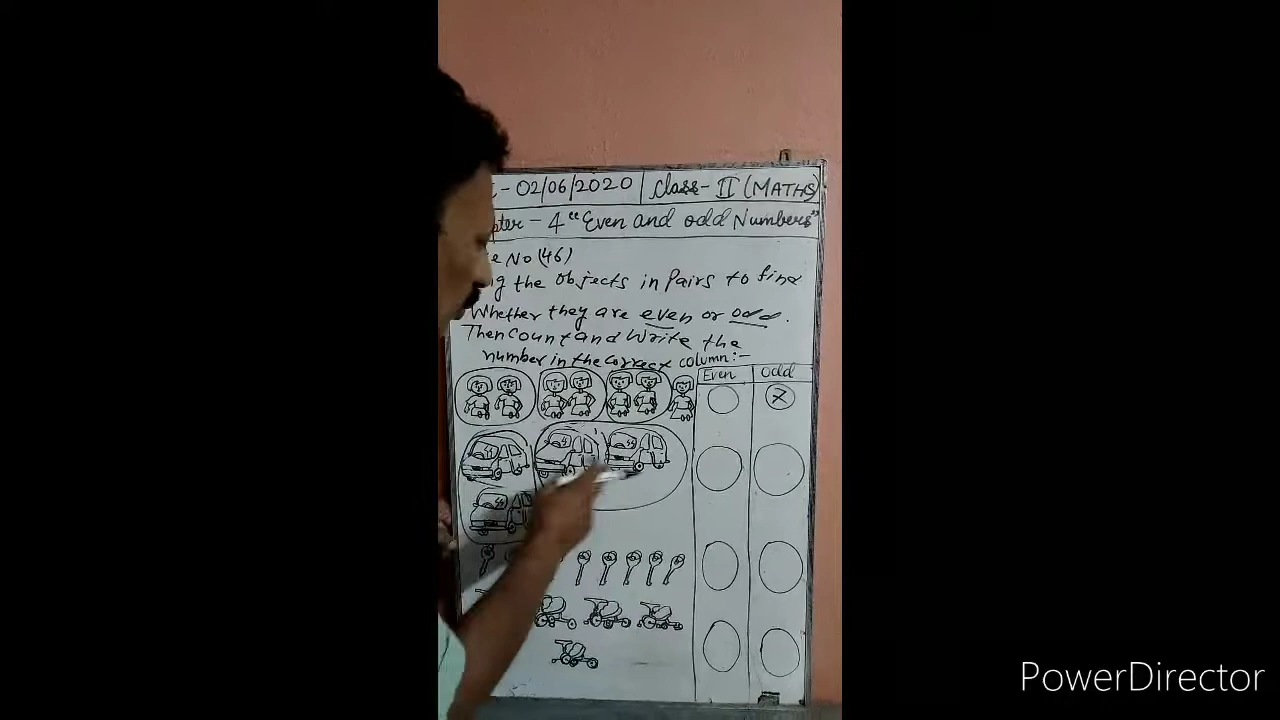 - 02/06/2020 | Class - II (MATHS)
- 4 "Even and odd Numbers"
No (46)
the objects in Pairs to find
Whether they are even or odd.
Then Count and Write the
number in the correct column:-
Even odd
7
PowerDirector